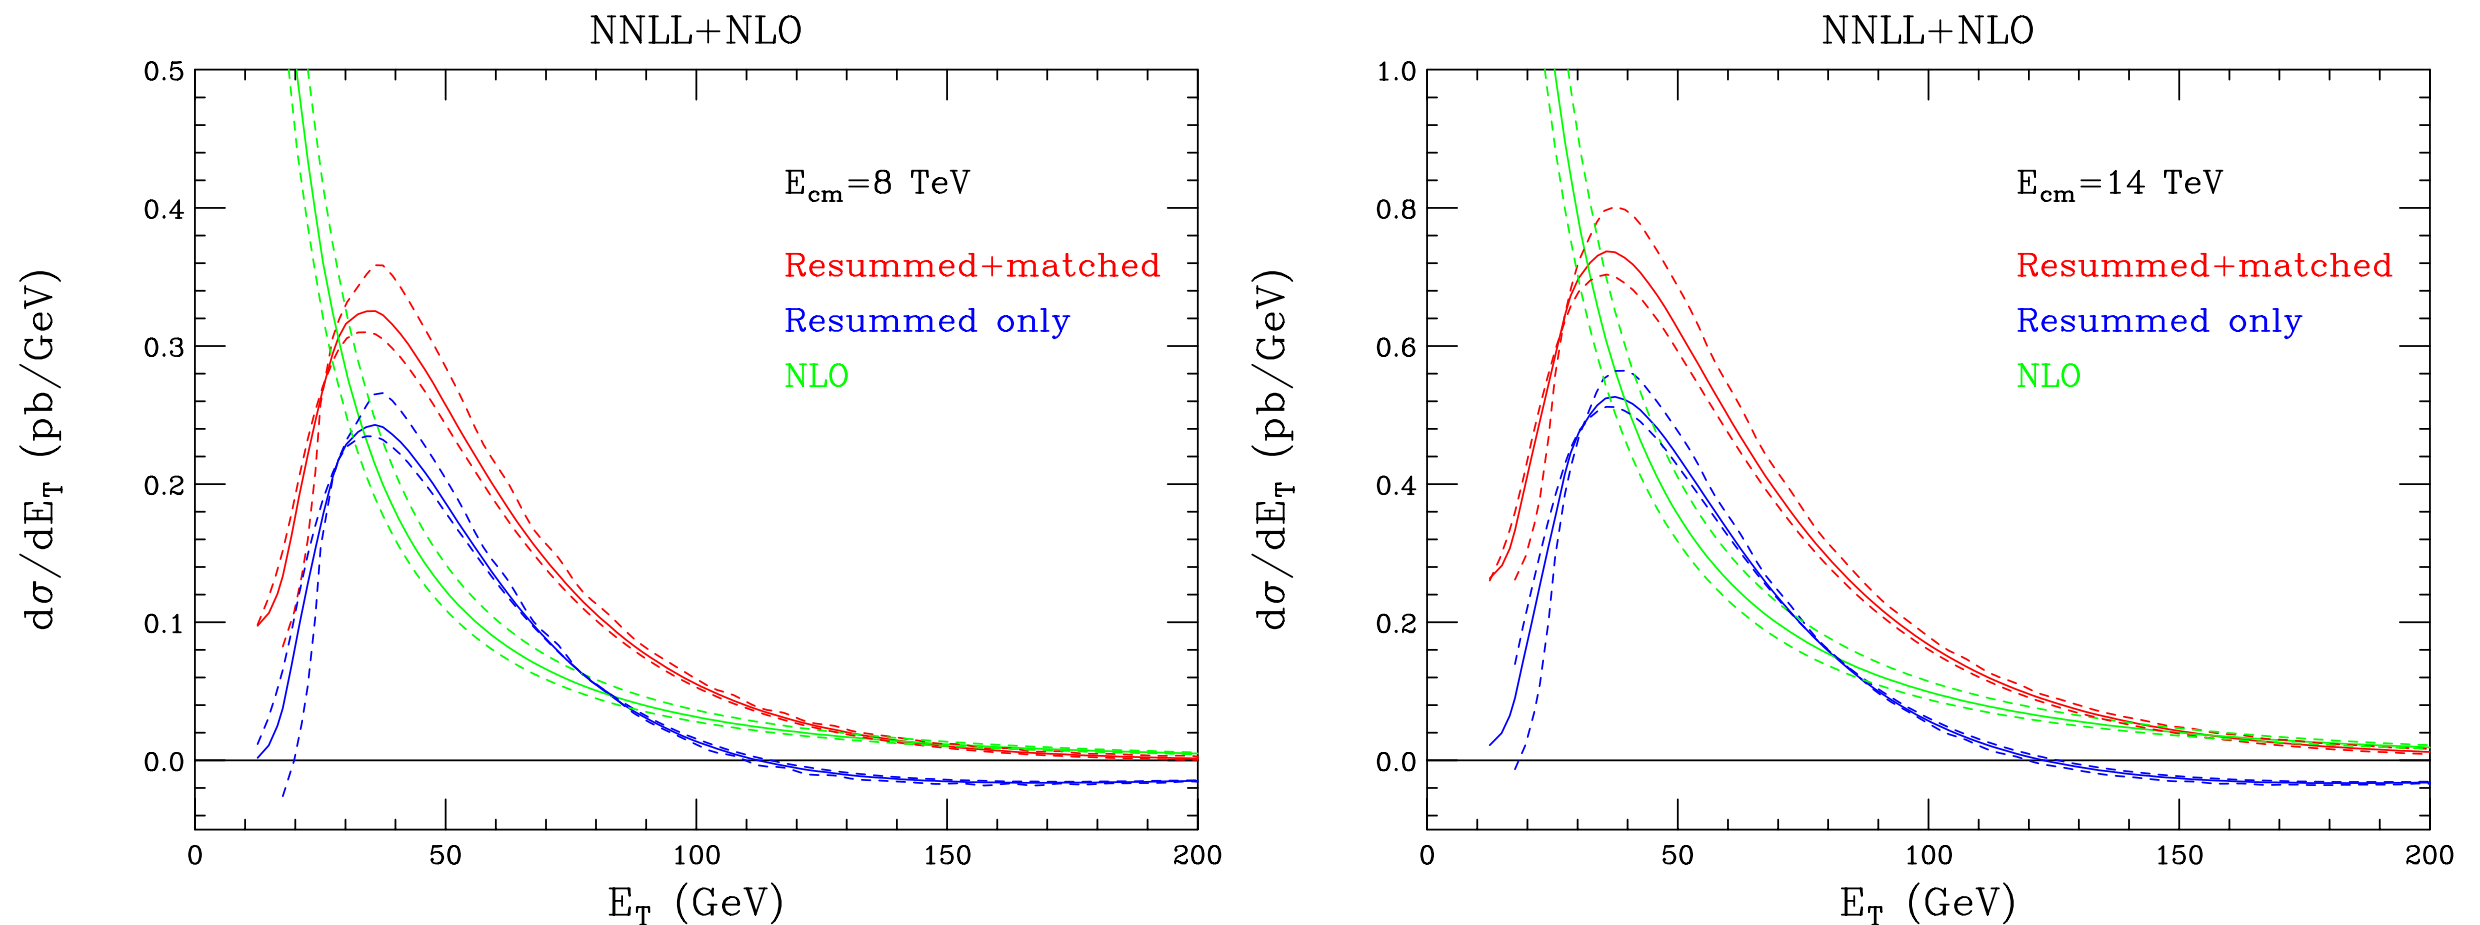 NNLL+NLO
0.5
0.4
0.3
0.2
0.1
0.0
dσ/dE_T (pb/GeV)
E_cm=8 TeV
Resummed+matched
Resummed only
NLO
0 50 100 150 200
E_T (GeV)
NNLL+NLO
1.0
0.8
0.6
0.4
0.2
0.0
dσ/dE_T (pb/GeV)
E_cm=14 TeV
Resummed+matched
Resummed only
NLO
0 50 100 150 200
E_T (GeV)